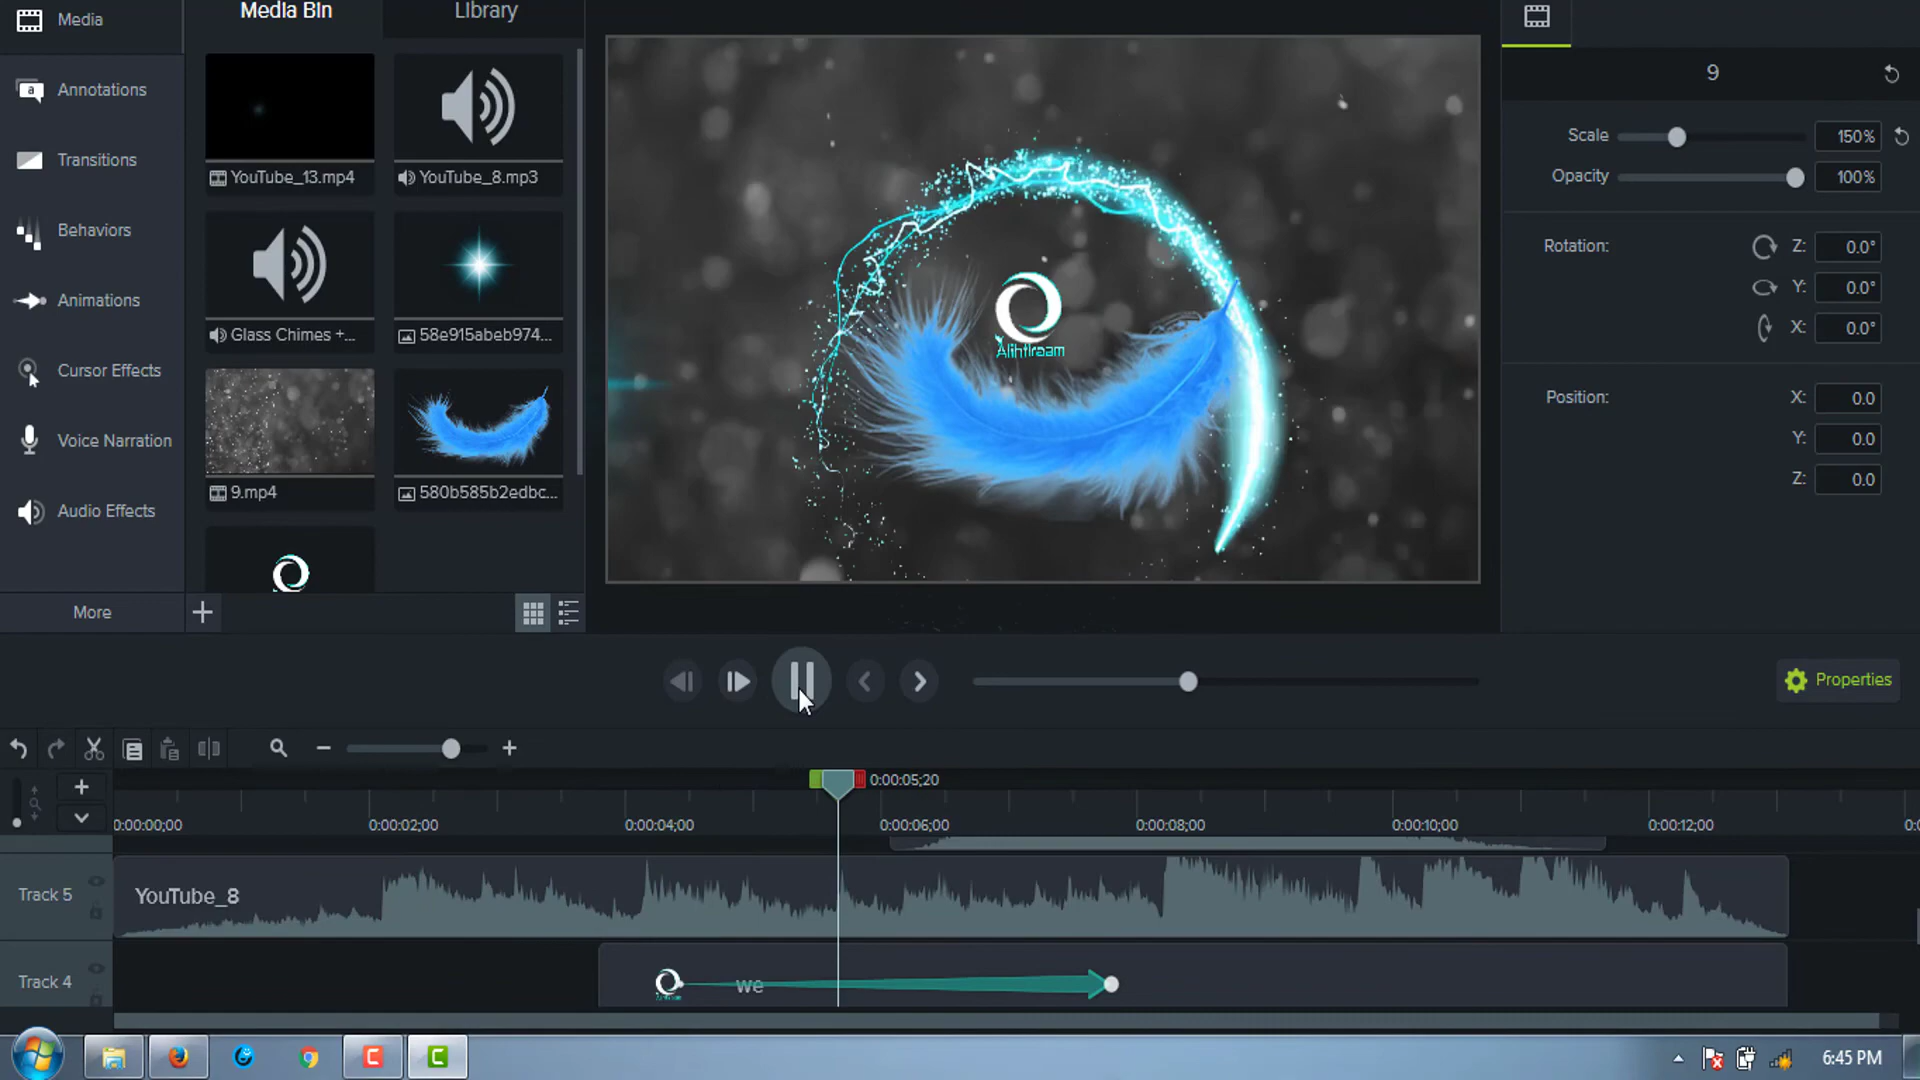 Media
Annotations
Transitions
Behaviors
Animations
Cursor Effects
Voice Narration
Audio Effects
More
Media Bin
Library
YouTube_13.mp4
YouTube_8.mp3
Glass Chimes +...
58e915abeb974...
9.mp4
580b585b2edbc...
Alihtiraam
9
Scale
150%
Opacity
100%
Rotation:
Z:
0.0°
Y:
0.0°
X:
0.0°
Position:
X:
0.0
Y:
0.0
Z:
0.0
Properties
0:00:05;20
0:00:00;00
0:00:02;00
0:00:04;00
0:00:06;00
0:00:08;00
0:00:10;00
0:00:12;00
Track 5
YouTube_8
Track 4
we
6:45 PM